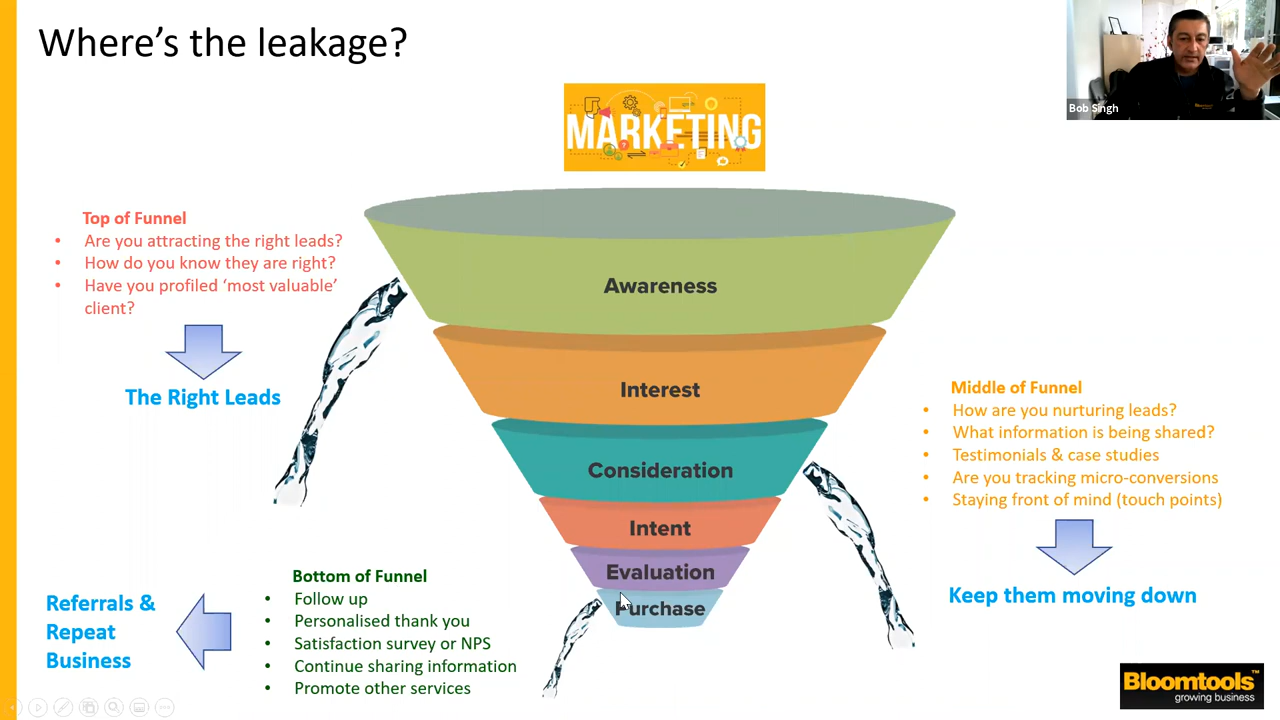 Where's the leakage?
Bob Singh
MARKETING
Top of Funnel
• Are you attracting the right leads?
• How do you know they are right?
• Have you profiled 'most valuable'
client?
The Right Leads
Awareness
Interest
Consideration
Intent
Evaluation
Purchase
Middle of Funnel
• How are you nurturing leads?
• What information is being shared?
• Testimonials & case studies
• Are you tracking micro-conversions
• Staying front of mind (touch points)
Keep them moving down
Bottom of Funnel
• Follow up
• Personalised thank you
• Satisfaction survey or NPS
• Continue sharing information
• Promote other services
Referrals &
Repeat
Business
Bloomtools™
growing business